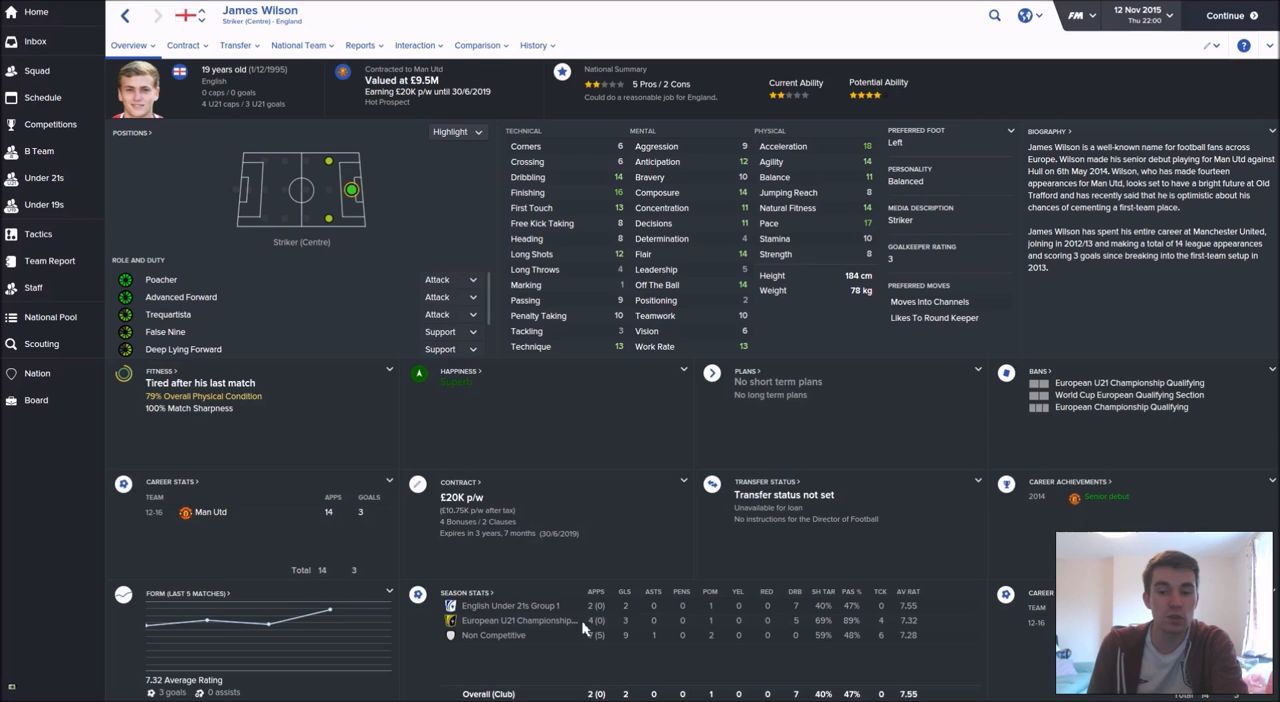 Home
Inbox
Squad
Schedule
Competitions
B Team
Under 21s
Under 19s
Tactics
Team Report
Staff
National Pool
Scouting
Nation
Board
James Wilson
Striker (Centre) - England
FM
12 Nov 2015
Thu 22:00
Continue
Overview
Contract
Transfer
National Team
Reports
Interaction
Comparison
History
19 years old (1/12/1995)
English
0 caps / 0 goals
4 U21 caps / 3 U21 goals
Contracted to Man Utd
Valued at £9.5M
Earning £20K p/w until 30/6/2019
Hot Prospect
National Summary
5 Pros / 2 Cons
Could do a reasonable job for England.
Current Ability
Potential Ability
POSITIONS >
Highlight
Striker (Centre)
ROLE AND DUTY
Poacher Attack
Advanced Forward Attack
Trequartista Attack
False Nine Support
Deep Lying Forward Support
TECHNICAL
Corners 6
Crossing 6
Dribbling 14
Finishing 16
First Touch 13
Free Kick Taking 8
Heading 8
Long Shots 12
Long Throws 4
Marking 1
Passing 9
Penalty Taking 10
Tackling 3
Technique 13
MENTAL
Aggression 9
Anticipation 12
Bravery 10
Composure 14
Concentration 11
Decisions 11
Determination 4
Flair 14
Leadership 5
Off The Ball 14
Positioning 2
Teamwork 10
Vision 6
Work Rate 13
PHYSICAL
Acceleration 18
Agility 14
Balance 11
Jumping Reach 8
Natural Fitness 14
Pace 17
Stamina 10
Strength 8
Height 184 cm
Weight 78 kg
PREFERRED FOOT
Left
PERSONALITY
Balanced
MEDIA DESCRIPTION
Striker
GOALKEEPER RATING
3
PREFERRED MOVES
Moves Into Channels
Likes To Round Keeper
BIOGRAPHY >
James Wilson is a well-known name for football fans across
Europe. Wilson made his senior debut playing for Man Utd against
Hull on 6th May 2014. Wilson, who has made fourteen
appearances for Man Utd, looks set to have a bright future at Old
Trafford and has recently said that he is optimistic about his
chances of cementing a first-team place.
James Wilson has spent his entire career at Manchester United,
joining in 2012/13 and making a total of 14 league appearances
and scoring 3 goals since breaking into the first-team setup in
2013.
FITNESS >
Tired after his last match
79% Overall Physical Condition
100% Match Sharpness
HAPPINESS >
Superb
PLANS >
No short term plans
No long term plans
BANS >
European U21 Championship Qualifying
World Cup European Qualifying Section
European Championship Qualifying
CAREER STATS >
TEAM APPS GOALS
12-16 Man Utd 14 3
Total 14 3
CONTRACT >
£20K p/w
(£10.75K p/w after tax)
4 Bonuses / 2 Clauses
Expires in 3 years, 7 months (30/6/2019)
TRANSFER STATUS >
Transfer status not set
Unavailable for loan
No instructions for the Director of Football
CAREER ACHIEVEMENTS >
2014 Senior debut
FORM (LAST 5 MATCHES) >
7.32 Average Rating
3 goals 0 assists
SEASON STATS > APPS GLS ASTS PENS POM YEL RED DRB SH TAR PAS % TCK AV RAT
English Under 21s Group 1 2 (0) 2 0 0 1 0 0 7 40% 47% 0 7.55
European U21 Championship... 4 (0) 3 0 0 1 0 0 5 69% 89% 4 7.32
Non Competitive (5) 9 1 0 2 0 0 0 59% 48% 6 7.28
Overall (Club) 2 (0) 2 0 0 1 0 0 7 40% 47% 0 7.55
CAREER
TEAM
12-16